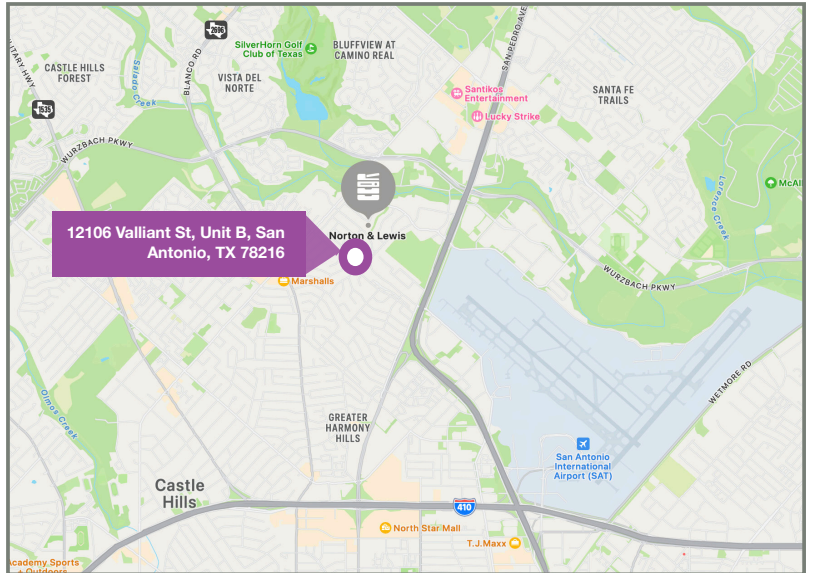 2696
SilverHorn Golf
Club of Texas
BLUFFVIEW AT
CAMINO REAL
SAN PEDRO AVE
LITARY HWY
CASTLE HILLS
FOREST
Salado
Creek
BLANCO RD
VISTA DEL
NORTE
Santikos
Entertainment
SANTA FE
TRAILS
1535
Lucky Strike
WURZBACH PKWY
Lorence Creek
McAll
12106 Valliant St, Unit B, San
Antonio, TX 78216
Norton & Lewis
Marshalls
WURZBACH PKWY
WETMORE RD
Olmos Creek
GREATER
HARMONY
HILLS
San Antonio
International
Airport (SAT)
Castle
Hills
410
North Star Mall
T.J.Maxx
Academy Sports
+ Outdoors